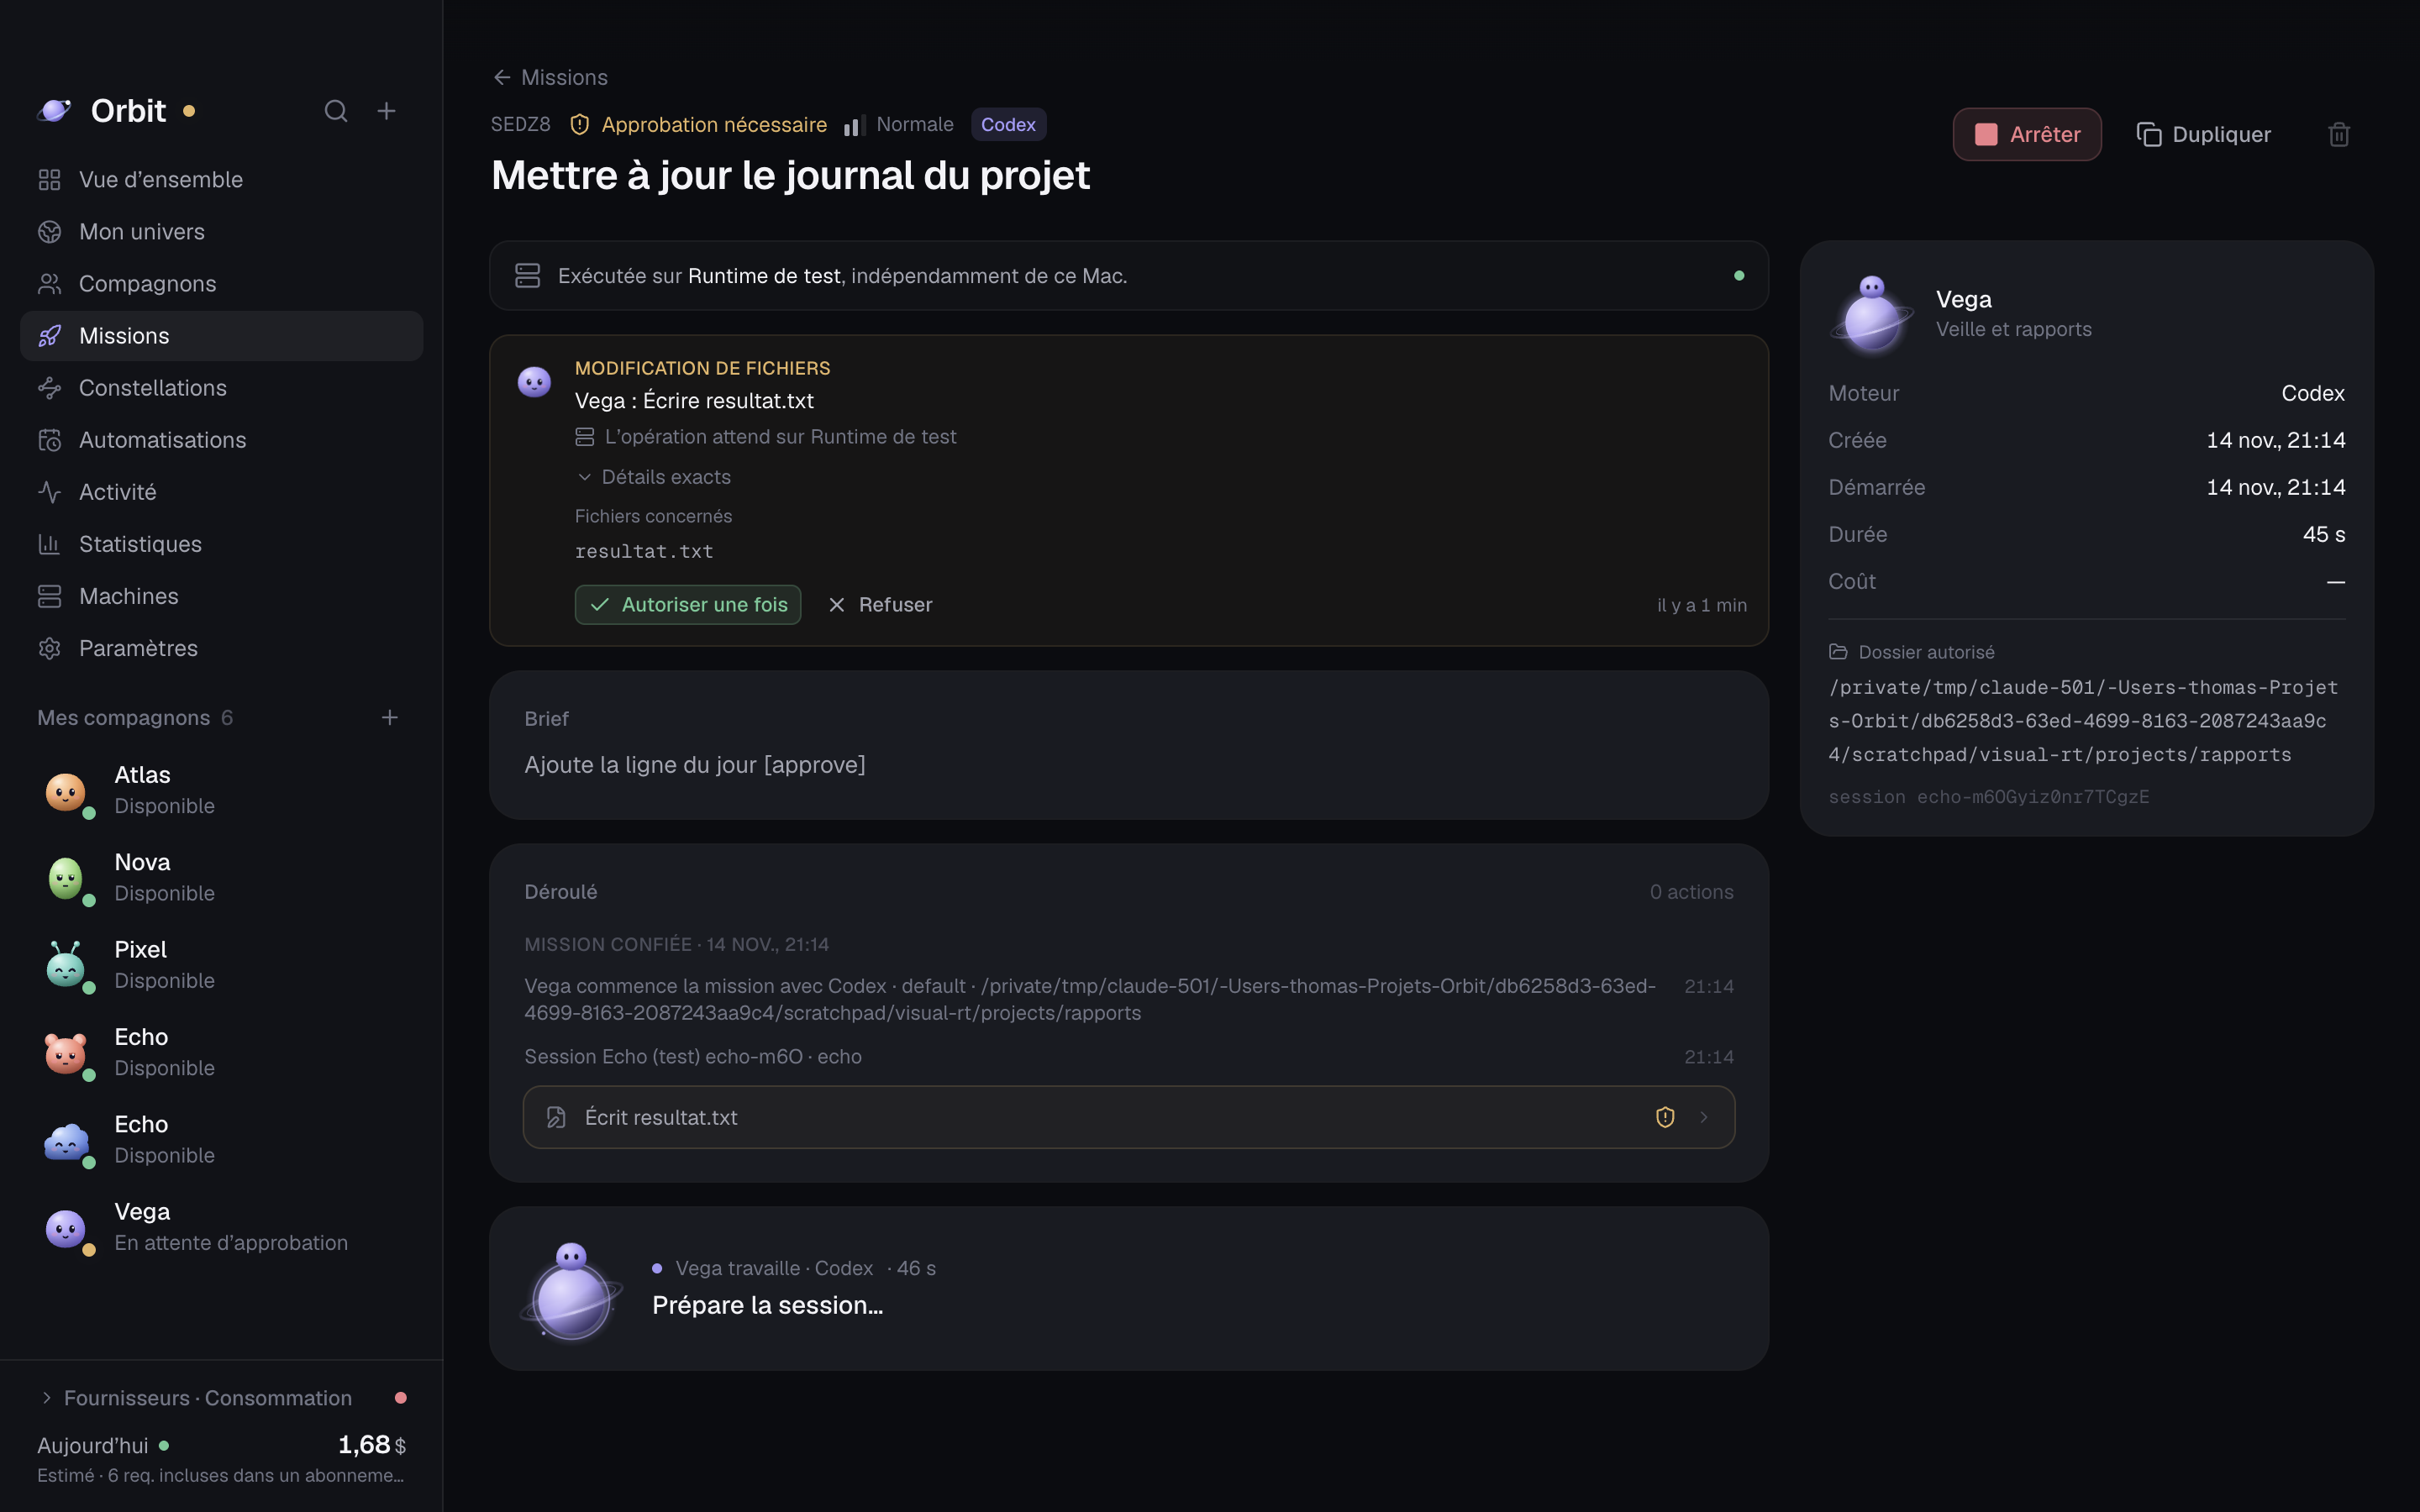 Orbit
Vue d’ensemble
Mon univers
Compagnons
Missions
Constellations
Automatisations
Activité
Statistiques
Machines
Paramètres
Mes compagnons 6
Atlas
Disponible
Nova
Disponible
Pixel
Disponible
Echo
Disponible
Echo
Disponible
Vega
En attente d’approbation
Fournisseurs · Consommation
Aujourd’hui 1,68 $
Estimé · 6 req. incluses dans un abonneme…
Missions
SEDZ8 Approbation nécessaire Normale Codex
Mettre à jour le journal du projet
Arrêter Dupliquer
Exécutée sur Runtime de test, indépendamment de ce Mac.
MODIFICATION DE FICHIERS
Vega : Écrire resultat.txt
L’opération attend sur Runtime de test
Détails exacts
Fichiers concernés
resultat.txt
Autoriser une fois Refuser il y a 1 min
Brief
Ajoute la ligne du jour [approve]
Déroulé 0 actions
MISSION CONFIÉE · 14 NOV., 21:14
Vega commence la mission avec Codex · default · /private/tmp/claude-501/-Users-thomas-Projets-Orbit/db6258d3-63ed- 21:14
4699-8163-2087243aa9c4/scratchpad/visual-rt/projects/rapports
Session Echo (test) echo-m6O · echo 21:14
Écrit resultat.txt
Vega travaille · Codex · 46 s
Prépare la session…
Vega
Veille et rapports
Moteur Codex
Créée 14 nov., 21:14
Démarrée 14 nov., 21:14
Durée 45 s
Coût —
Dossier autorisé
/private/tmp/claude-501/-Users-thomas-Projet
s-Orbit/db6258d3-63ed-4699-8163-2087243aa9c
4/scratchpad/visual-rt/projects/rapports
session echo-m6OGyiz0nr7TCgzE